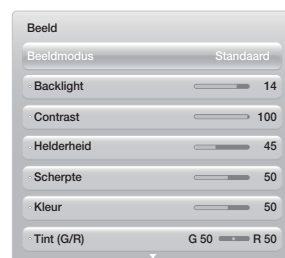 Beeld
Beeldmodus Standaard
Backlight 14
Contrast 100
Helderheid 45
Scherpte 50
Kleur 50
Tint (G/R) G 50 R 50